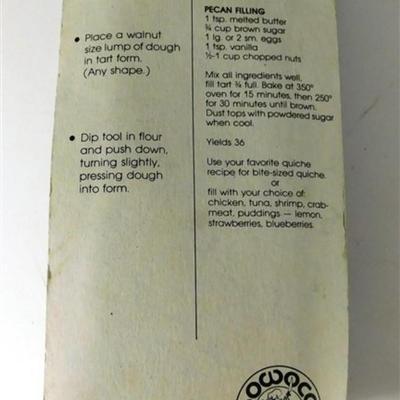 • Place a walnut
size lump of dough
in tart form.
(Any shape.)
• Dip tool in flour
and push down,
turning slightly,
pressing dough
into form.
PECAN FILLING
1 tsp. melted butter
¾ cup brown sugar
1 lg. or 2 sm. eggs
1 tsp. vanilla
½-1 cup chopped nuts
Mix all ingredients well,
fill tart ¾ full. Bake at 350°
oven for 15 minutes, then 250°
for 30 minutes until brown.
Dust tops with powdered sugar
when cool.
Yields 36
Use your favorite quiche
recipe for bite-sized quiche.
or
fill with your choice of:
chicken, tuna, shrimp, crab-
meat, puddings — lemon,
strawberries, blueberries.